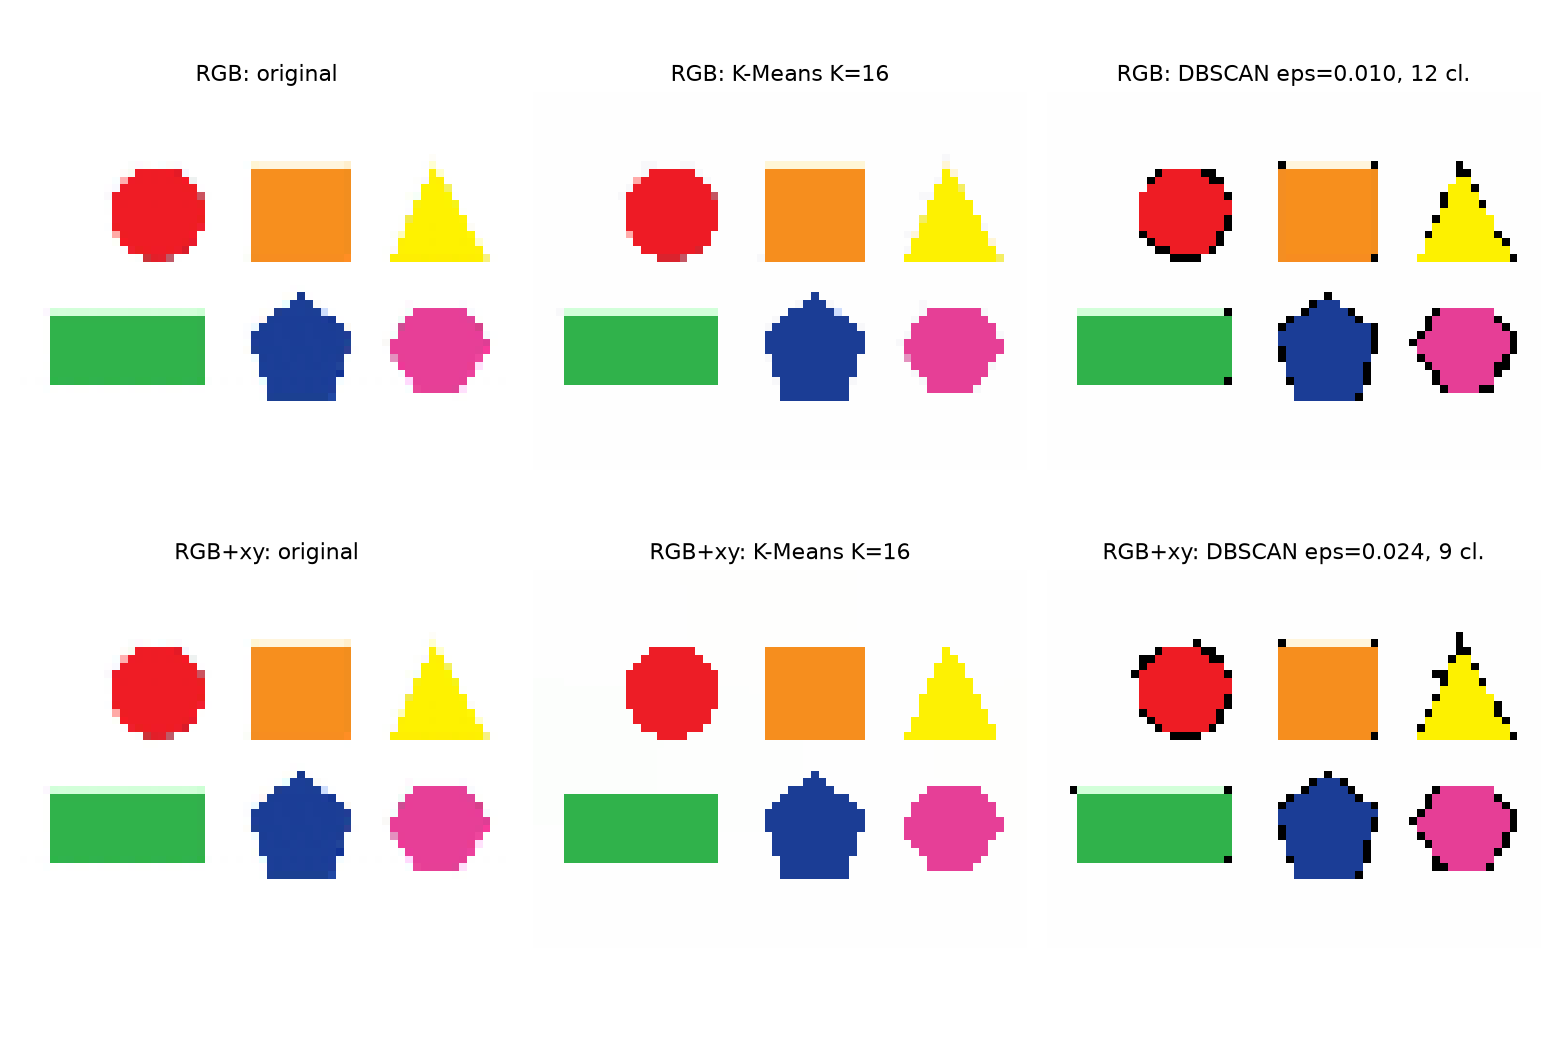 RGB: original
RGB: K-Means K=16
RGB: DBSCAN eps=0.010, 12 cl.
RGB+xy: original
RGB+xy: K-Means K=16
RGB+xy: DBSCAN eps=0.024, 9 cl.